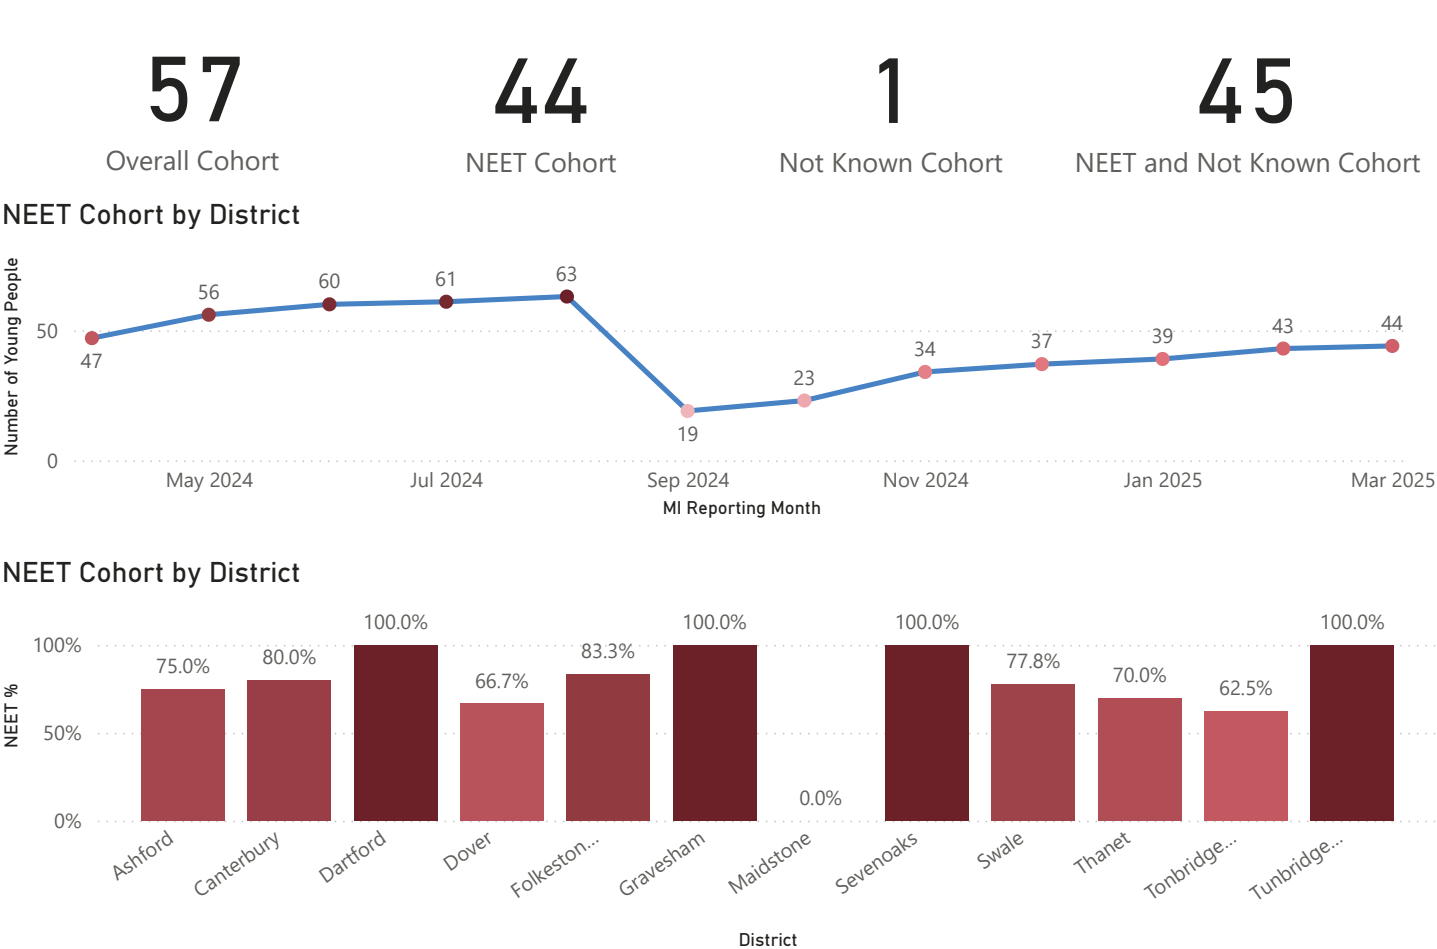 57
44
1
45
Overall Cohort
NEET Cohort
Not Known Cohort
NEET and Not Known Cohort
NEET Cohort by District
Number of Young People
50
0
47
56
60
61
63
19
23
34
37
39
43
44
May 2024
Jul 2024
Sep 2024
Nov 2024
Jan 2025
Mar 2025
MI Reporting Month
NEET Cohort by District
NEET %
100%
50%
0%
75.0%
80.0%
100.0%
66.7%
83.3%
100.0%
0.0%
100.0%
77.8%
70.0%
62.5%
100.0%
Ashford
Canterbury
Dartford
Dover
Folkeston...
Gravesham
Maidstone
Sevenoaks
Swale
Thanet
Tonbridge...
Tunbridge...
District